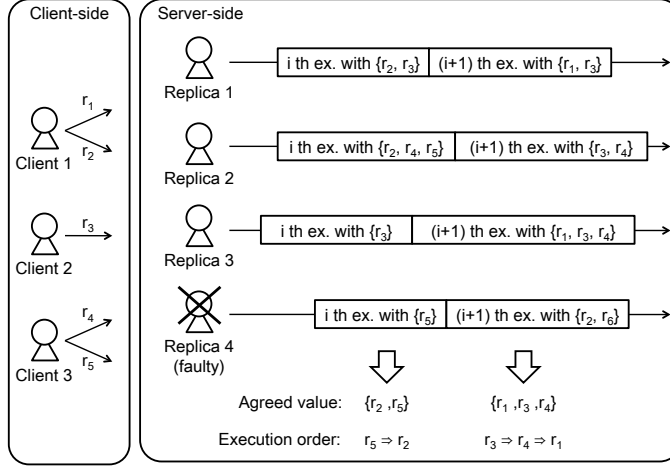 Client-side
Server-side
r₁
r₂
Client 1
r₃
Client 2
r₄
r₅
Client 3
Replica 1
i th ex. with {r₂, r₃}
(i+1) th ex. with {r₁, r₃}
Replica 2
i th ex. with {r₂, r₄, r₅}
(i+1) th ex. with {r₃, r₄}
Replica 3
i th ex. with {r₃}
(i+1) th ex. with {r₁, r₃, r₄}
Replica 4
(faulty)
i th ex. with {r₅}
(i+1) th ex. with {r₂, r₆}
Agreed value: {r₂ ,r₅} {r₁ ,r₃ ,r₄}
Execution order: r₅ ⇒ r₂ r₃ ⇒ r₄ ⇒ r₁